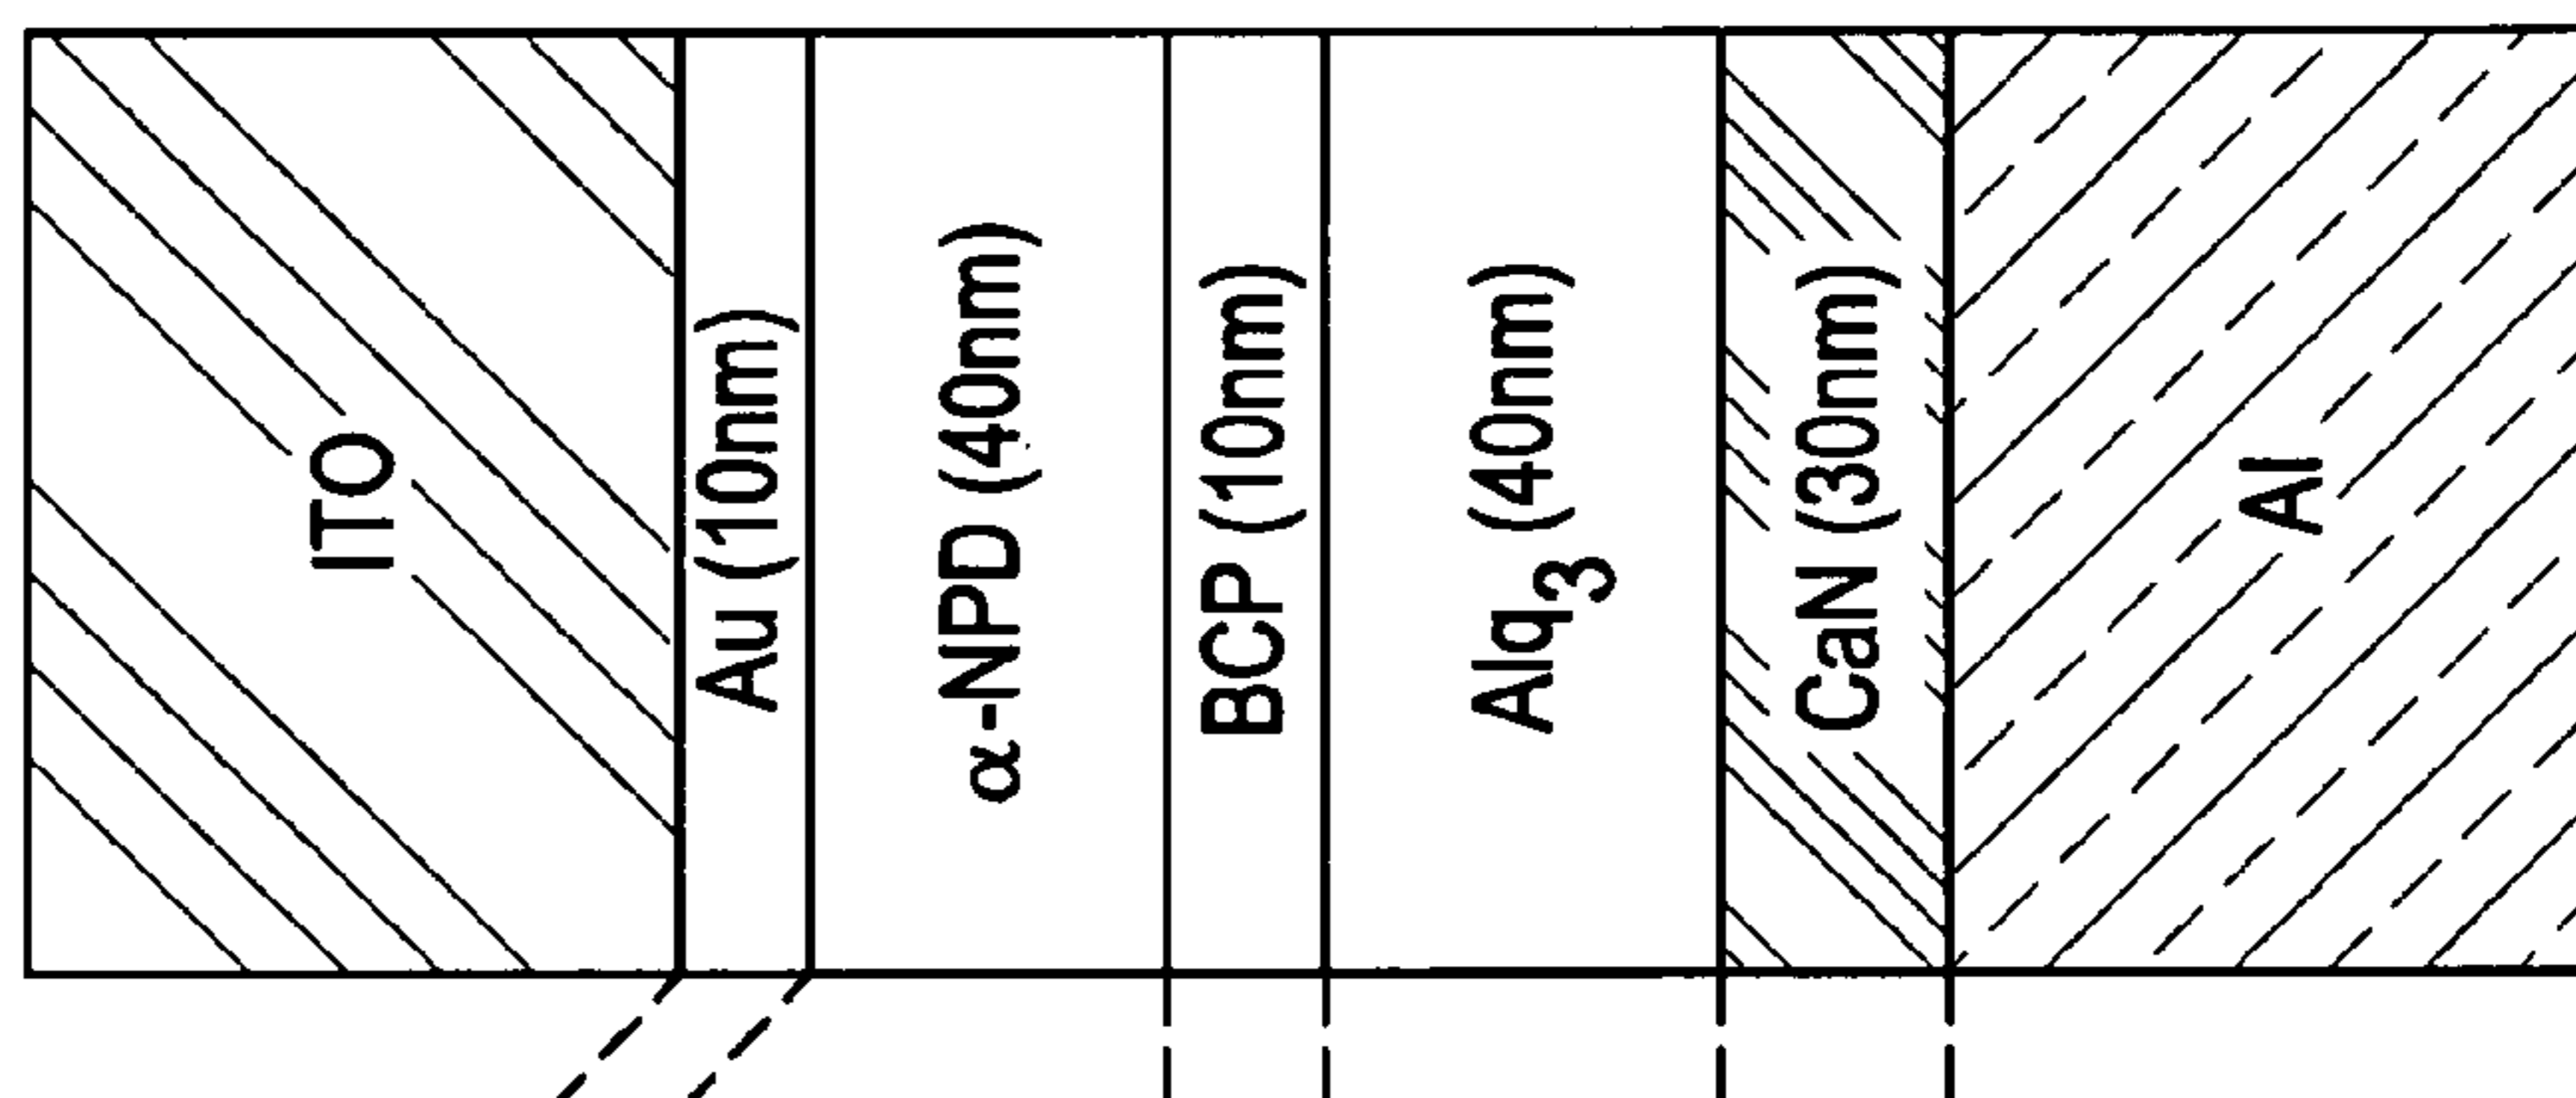 ITO
Au (10nm)
α-NPD (40nm)
BCP (10nm)
Alq3 (40nm)
CaN (30nm)
Al